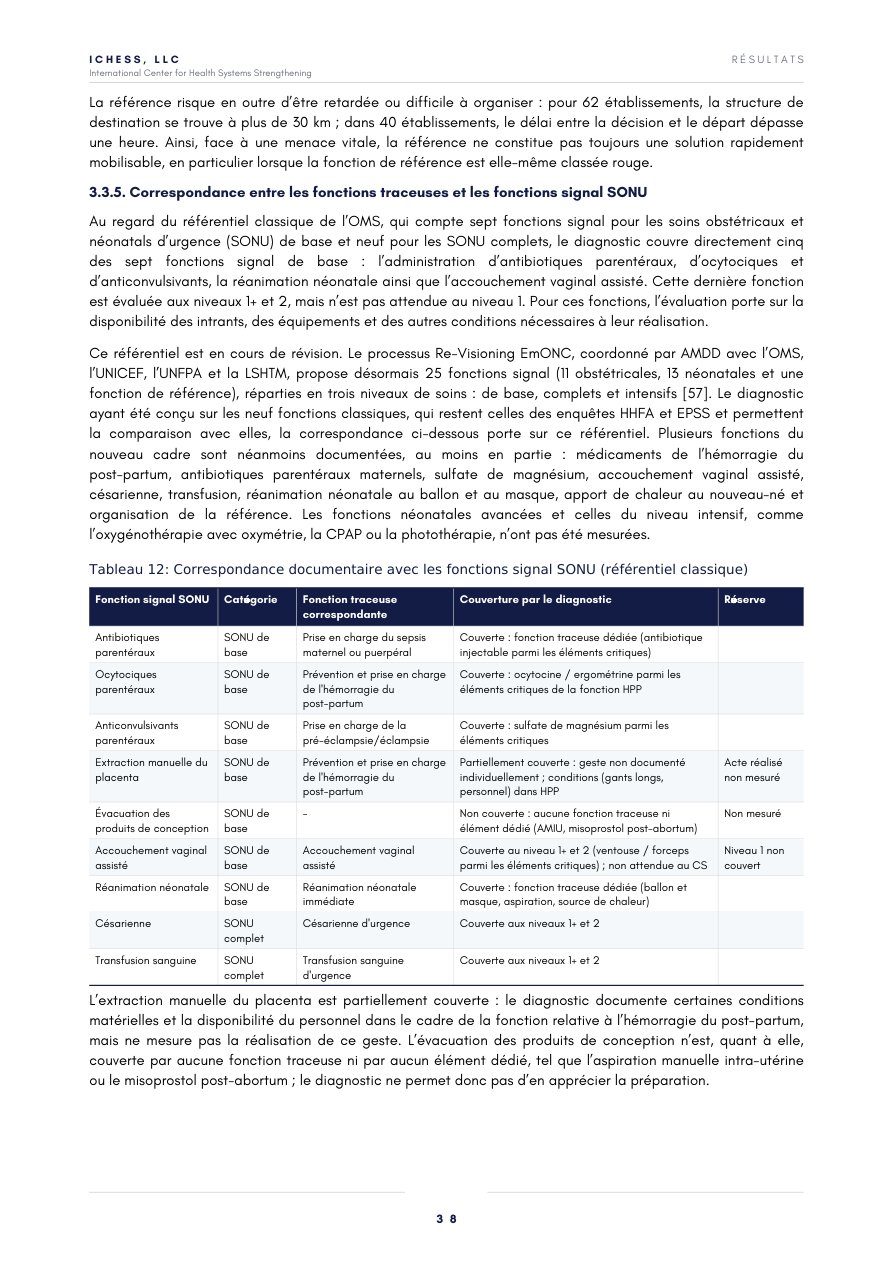 ICHESS, LLC
International Center for Health Systems Strengthening
RÉSULTATS
La référence risque en outre d’être retardée ou difficile à organiser : pour 62 établissements, la structure de
destination se trouve à plus de 30 km ; dans 40 établissements, le délai entre la décision et le départ dépasse
une heure. Ainsi, face à une menace vitale, la référence ne constitue pas toujours une solution rapidement
mobilisable, en particulier lorsque la fonction de référence est elle-même classée rouge.
3.3.5. Correspondance entre les fonctions traceuses et les fonctions signal SONU
Au regard du référentiel classique de l’OMS, qui compte sept fonctions signal pour les soins obstétricaux et
néonatals d’urgence (SONU) de base et neuf pour les SONU complets, le diagnostic couvre directement cinq
des sept fonctions signal de base : l’administration d’antibiotiques parentéraux, d’ocytociques et
d’anticonvulsivants, la réanimation néonatale ainsi que l’accouchement vaginal assisté. Cette dernière fonction
est évaluée aux niveaux 1+ et 2, mais n’est pas attendue au niveau 1. Pour ces fonctions, l’évaluation porte sur la
disponibilité des intrants, des équipements et des autres conditions nécessaires à leur réalisation.
Ce référentiel est en cours de révision. Le processus Re-Visioning EmONC, coordonné par AMDD avec l’OMS,
l’UNICEF, l’UNFPA et la LSHTM, propose désormais 25 fonctions signal (11 obstétricales, 13 néonatales et une
fonction de référence), réparties en trois niveaux de soins : de base, complets et intensifs [57]. Le diagnostic
ayant été conçu sur les neuf fonctions classiques, qui restent celles des enquêtes HHFA et EPSS et permettent
la comparaison avec elles, la correspondance ci-dessous porte sur ce référentiel. Plusieurs fonctions du
nouveau cadre sont néanmoins documentées, au moins en partie : médicaments de l’hémorragie du
post-partum, antibiotiques parentéraux maternels, sulfate de magnésium, accouchement vaginal assisté,
césarienne, transfusion, réanimation néonatale au ballon et au masque, apport de chaleur au nouveau-né et
organisation de la référence. Les fonctions néonatales avancées et celles du niveau intensif, comme
l’oxygénothérapie avec oxymétrie, la CPAP ou la photothérapie, n’ont pas été mesurées.
Tableau 12: Correspondance documentaire avec les fonctions signal SONU (référentiel classique)
Fonction signal SONU
Catégorie
Fonction traceuse
correspondante
Couverture par le diagnostic
Réserve
Antibiotiques
parentéraux
SONU de
base
Prise en charge du sepsis
maternel ou puerpéral
Couverte : fonction traceuse dédiée (antibiotique
injectable parmi les éléments critiques)
Ocytociques
parentéraux
SONU de
base
Prévention et prise en charge
de l'hémorragie du
post-partum
Couverte : ocytocine / ergométrine parmi les
éléments critiques de la fonction HPP
Anticonvulsivants
parentéraux
SONU de
base
Prise en charge de la
pré-éclampsie/éclampsie
Couverte : sulfate de magnésium parmi les
éléments critiques
Extraction manuelle du
placenta
SONU de
base
Prévention et prise en charge
de l'hémorragie du
post-partum
Partiellement couverte : geste non documenté
individuellement ; conditions (gants longs,
personnel) dans HPP
Acte réalisé
non mesuré
Évacuation des
produits de conception
SONU de
base
-
Non couverte : aucune fonction traceuse ni
élément dédié (AMIU, misoprostol post-abortum)
Non mesuré
Accouchement vaginal
assisté
SONU de
base
Accouchement vaginal
assisté
Couverte au niveau 1+ et 2 (ventouse / forceps
parmi les éléments critiques) ; non attendue au CS
Niveau 1 non
couvert
Réanimation néonatale
SONU de
base
Réanimation néonatale
immédiate
Couverte : fonction traceuse dédiée (ballon et
masque, aspiration, source de chaleur)
Césarienne
SONU
complet
Césarienne d'urgence
Couverte aux niveaux 1+ et 2
Transfusion sanguine
SONU
complet
Transfusion sanguine
d'urgence
Couverte aux niveaux 1+ et 2
L’extraction manuelle du placenta est partiellement couverte : le diagnostic documente certaines conditions
matérielles et la disponibilité du personnel dans le cadre de la fonction relative à l’hémorragie du post-partum,
mais ne mesure pas la réalisation de ce geste. L’évacuation des produits de conception n’est, quant à elle,
couverte par aucune fonction traceuse ni par aucun élément dédié, tel que l’aspiration manuelle intra-utérine
ou le misoprostol post-abortum ; le diagnostic ne permet donc pas d’en apprécier la préparation.
38